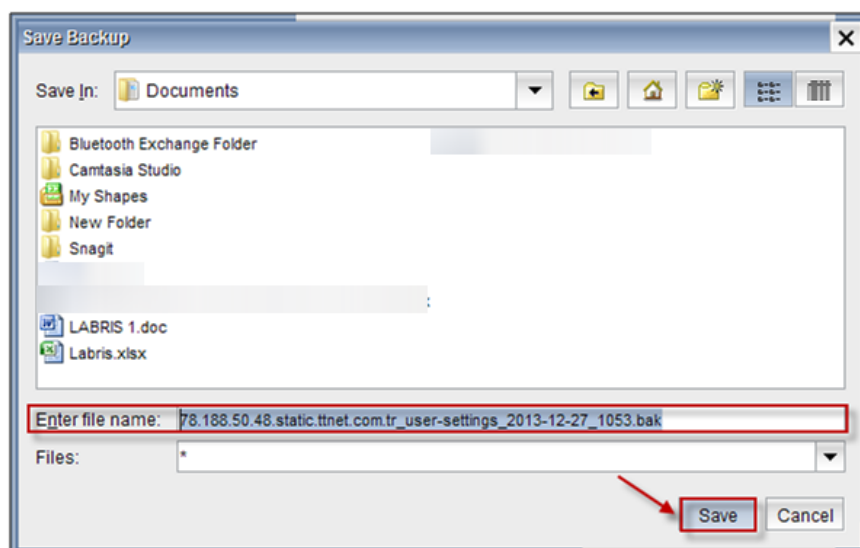 Save Backup
Save In: Documents
Bluetooth Exchange Folder
Camtasia Studio
My Shapes
New Folder
Snagit
LABRIS 1.doc
Labris.xlsx
Enter file name: 78.188.50.48.static.ttnet.com.tr_user-settings_2013-12-27_1053.bak
Files: *
Save Cancel